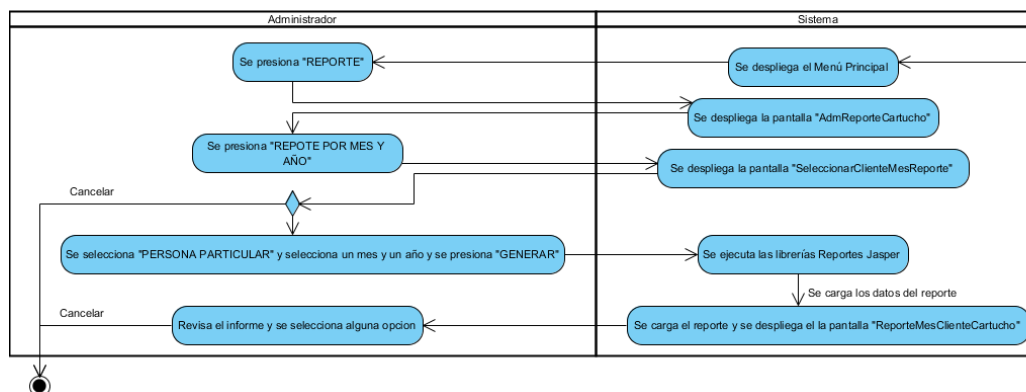 Administrador
Sistema
Se presiona "REPORTE"
Se despliega el Menú Principal
Se despliega la pantalla "AdmReporteCartucho"
Se presiona "REPOTE POR MES Y
AÑO"
Se despliega la pantalla "SeleccionarClienteMesReporte"
Cancelar
Se selecciona "PERSONA PARTICULAR" y selecciona un mes y un año y se presiona "GENERAR"
Se ejecuta las librerías Reportes Jasper
Se carga los datos del reporte
Cancelar
Revisa el informe y se selecciona alguna opcion
Se carga el reporte y se despliega el la pantalla "ReporteMesClienteCartucho"